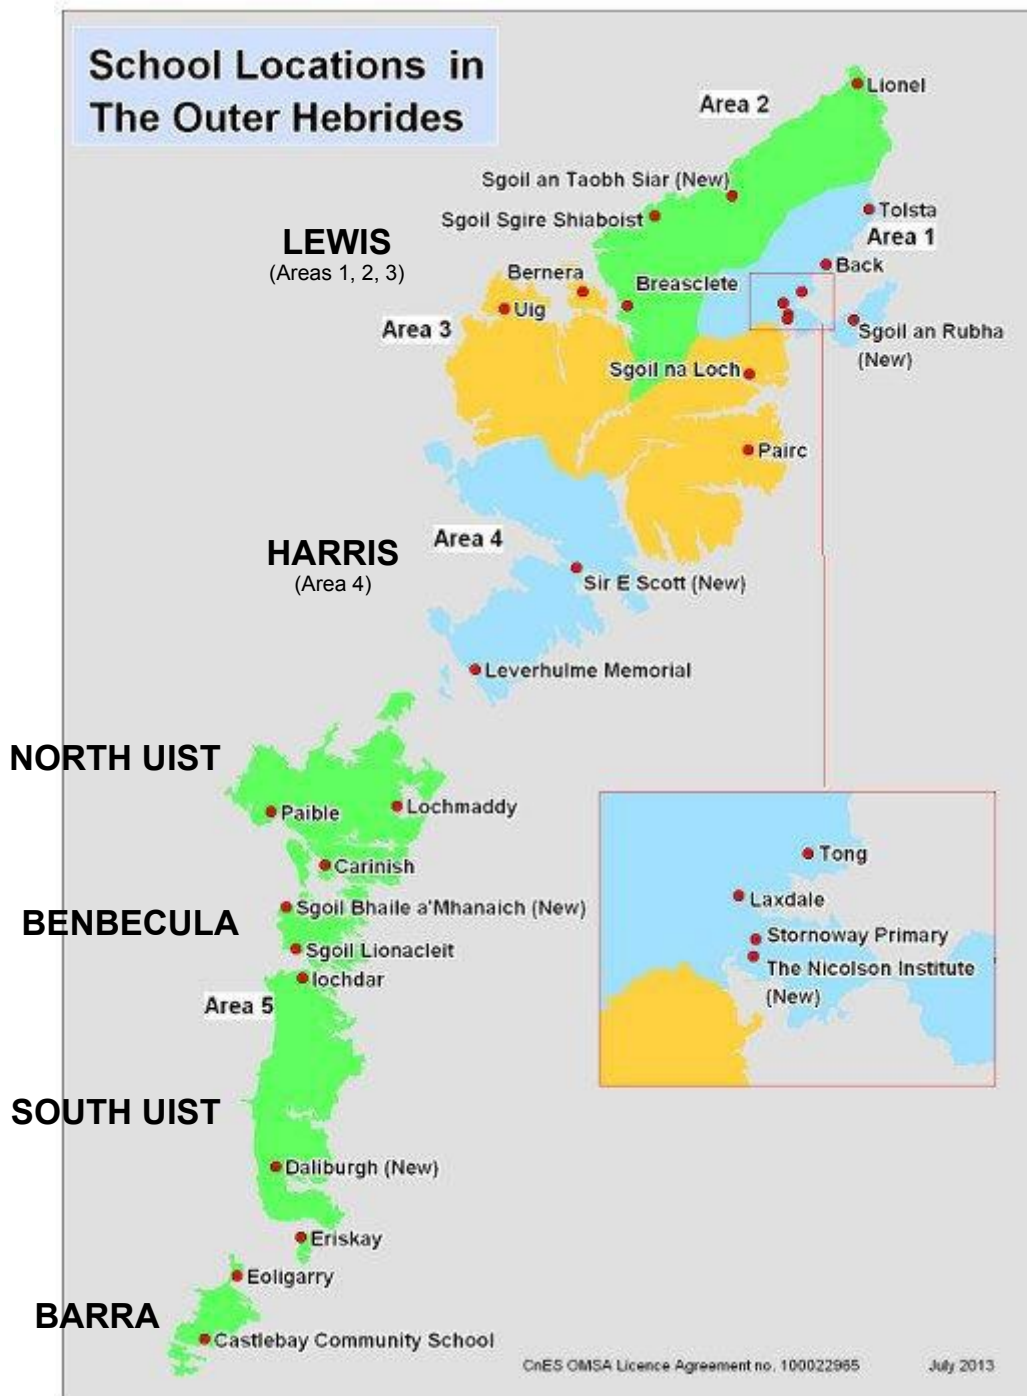 School Locations in
The Outer Hebrides
Lionel
Area 2
Sgoil an Taobh Siar (New)
Sgoil Sgire Shiaboist
Tolsta
Area 1
LEWIS
(Areas 1, 2, 3)
Back
Bernera
Breasclete
Uig
Area 3
Sgoil an Rubha
(New)
Sgoil na Loch
Pairc
Area 4
HARRIS
(Area 4)
Sir E Scott (New)
Leverhulme Memorial
NORTH UIST
Paible
Lochmaddy
Carinish
Sgoil Bhaile a'Mhanaich (New)
BENBECULA
Sgoil Lionacleit
Iochdar
Area 5
SOUTH UIST
Daliburgh (New)
Eriskay
Eoligarry
BARRA
Castlebay Community School
Tong
Laxdale
Stornoway Primary
The Nicolson Institute
(New)
CnES OMSA Licence Agreement no. 100022965
July 2013